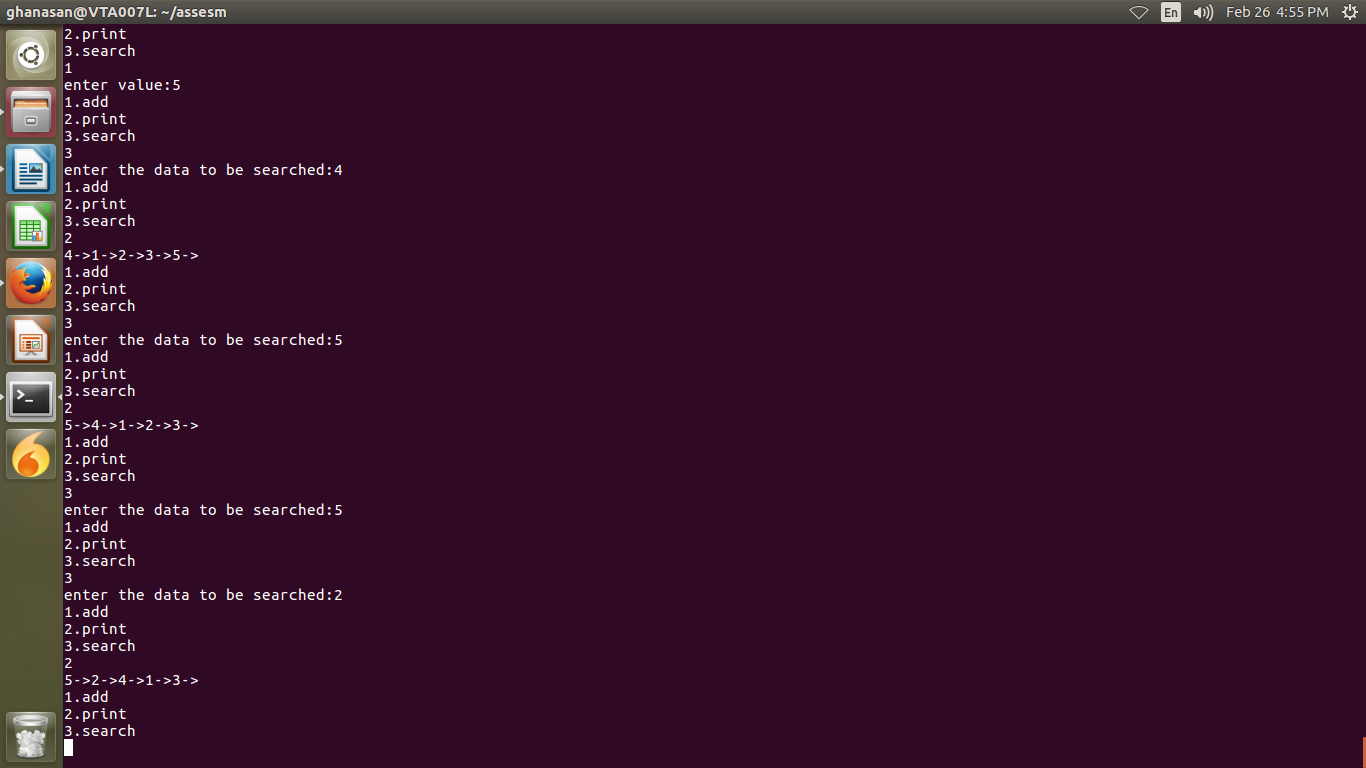 ghanasan@VTA007L: ~/assesm
En
Feb 26 4:55 PM
2.print
3.search
1
enter value:5
1.add
2.print
3.search
3
enter the data to be searched:4
1.add
2.print
3.search
2
4->1->2->3->5->
1.add
2.print
3.search
3
enter the data to be searched:5
1.add
2.print
3.search
2
5->4->1->2->3->
1.add
2.print
3.search
3
enter the data to be searched:5
1.add
2.print
3.search
3
enter the data to be searched:2
1.add
2.print
3.search
2
5->2->4->1->3->
1.add
2.print
3.search